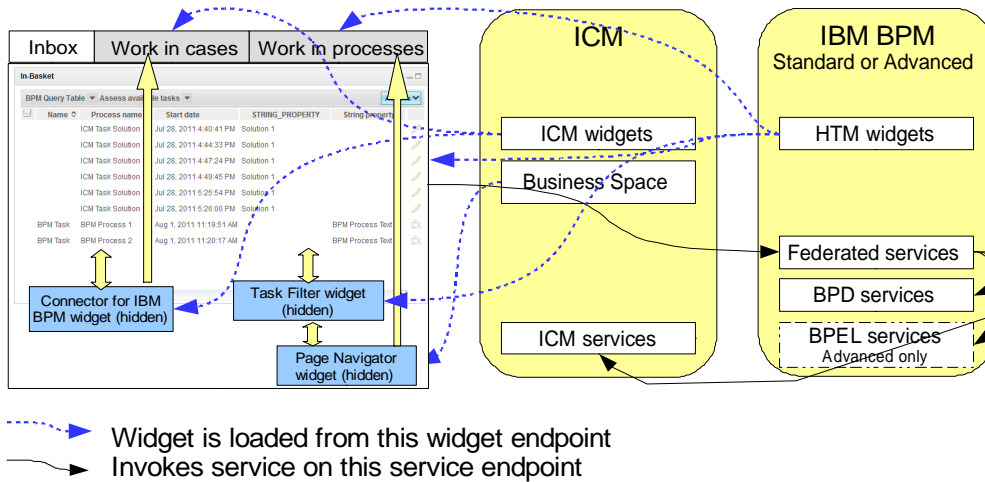 Inbox
Work in cases
Work in processes
In-Basket
BPM Query Table
Assess available tasks
Name
Process name
Start date
STRING_PROPERTY
String property
ICM Task Solution
Jul 28, 2011 4:40:41 PM
Solution 1
ICM Task Solution
Jul 28, 2011 4:44:33 PM
Solution 1
ICM Task Solution
Jul 28, 2011 4:47:24 PM
Solution 1
ICM Task Solution
Jul 28, 2011 4:49:45 PM
Solution 1
ICM Task Solution
Jul 28, 2011 5:25:54 PM
Solution 1
ICM Task Solution
Jul 28, 2011 5:26:00 PM
Solution 1
BPM Task
BPM Process 1
Aug 1, 2011 11:19:51 AM
BPM Process Text
BPM Task
BPM Process 2
Aug 1, 2011 11:20:17 AM
BPM Process Text
Connector for IBM
BPM widget (hidden)
Task Filter widget
(hidden)
Page Navigator
widget (hidden)
ICM
ICM widgets
Business Space
ICM services
IBM BPM
Standard or Advanced
HTM widgets
Federated services
BPD services
BPEL services
Advanced only
Widget is loaded from this widget endpoint
Invokes service on this service endpoint